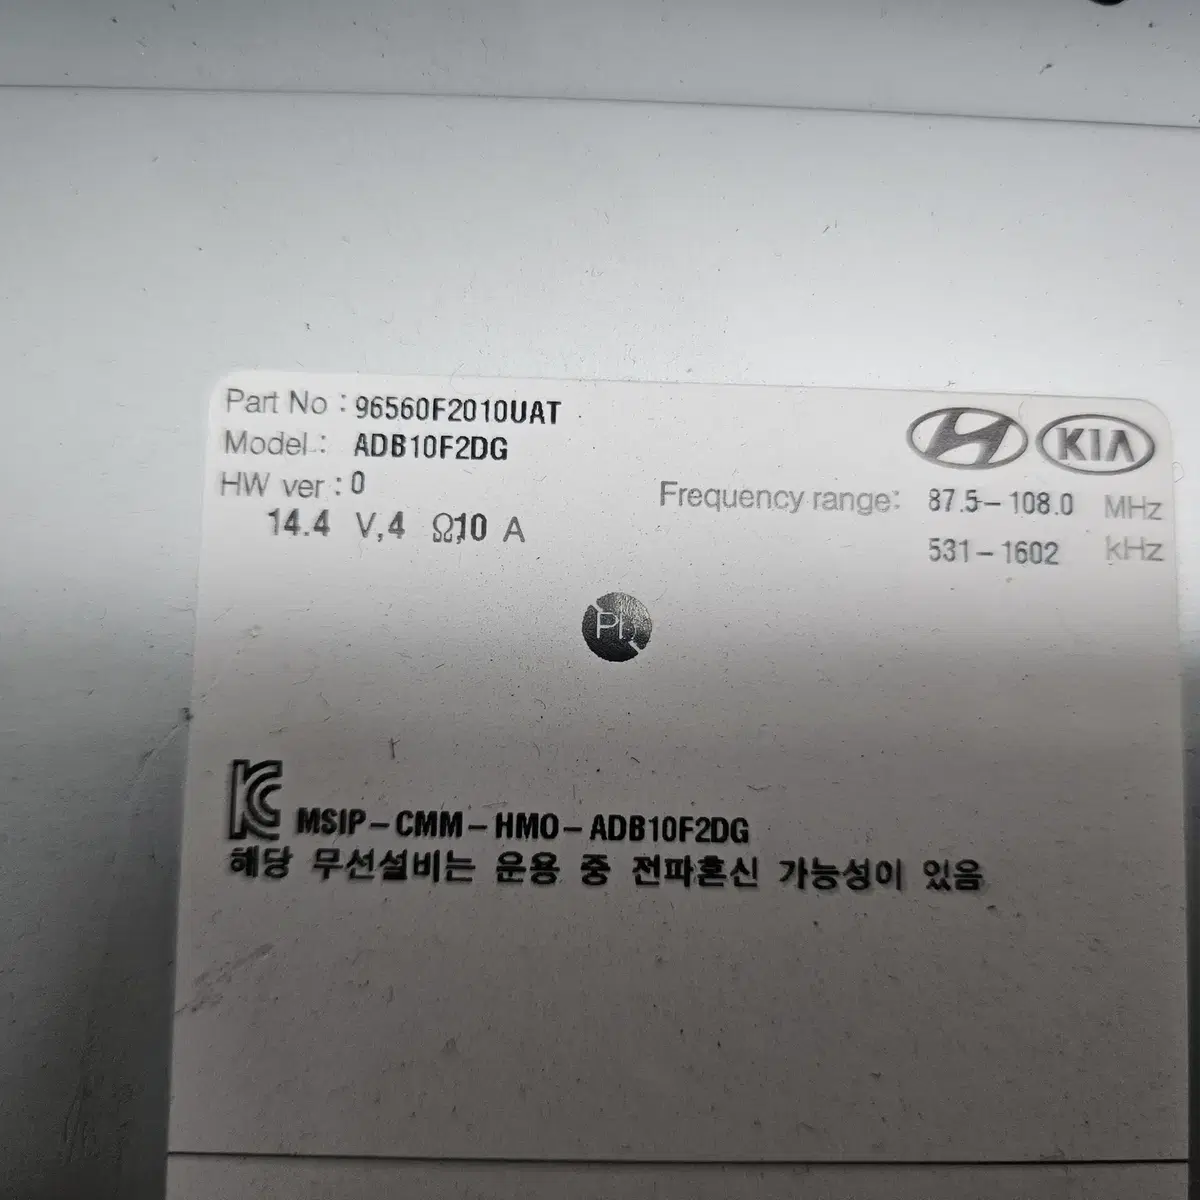 Part No : 96560F2010UAT
Model : ADB10F2DG
HW ver : 0
14.4 V,4 Ω,10 A
KIA
Frequency range: 87.5-108.0 MHz
531-1602 kHz
MSIP-CMM-HMO-ADB10F2DG
해당 무선설비는 운용 중 전파혼신 가능성이 있음